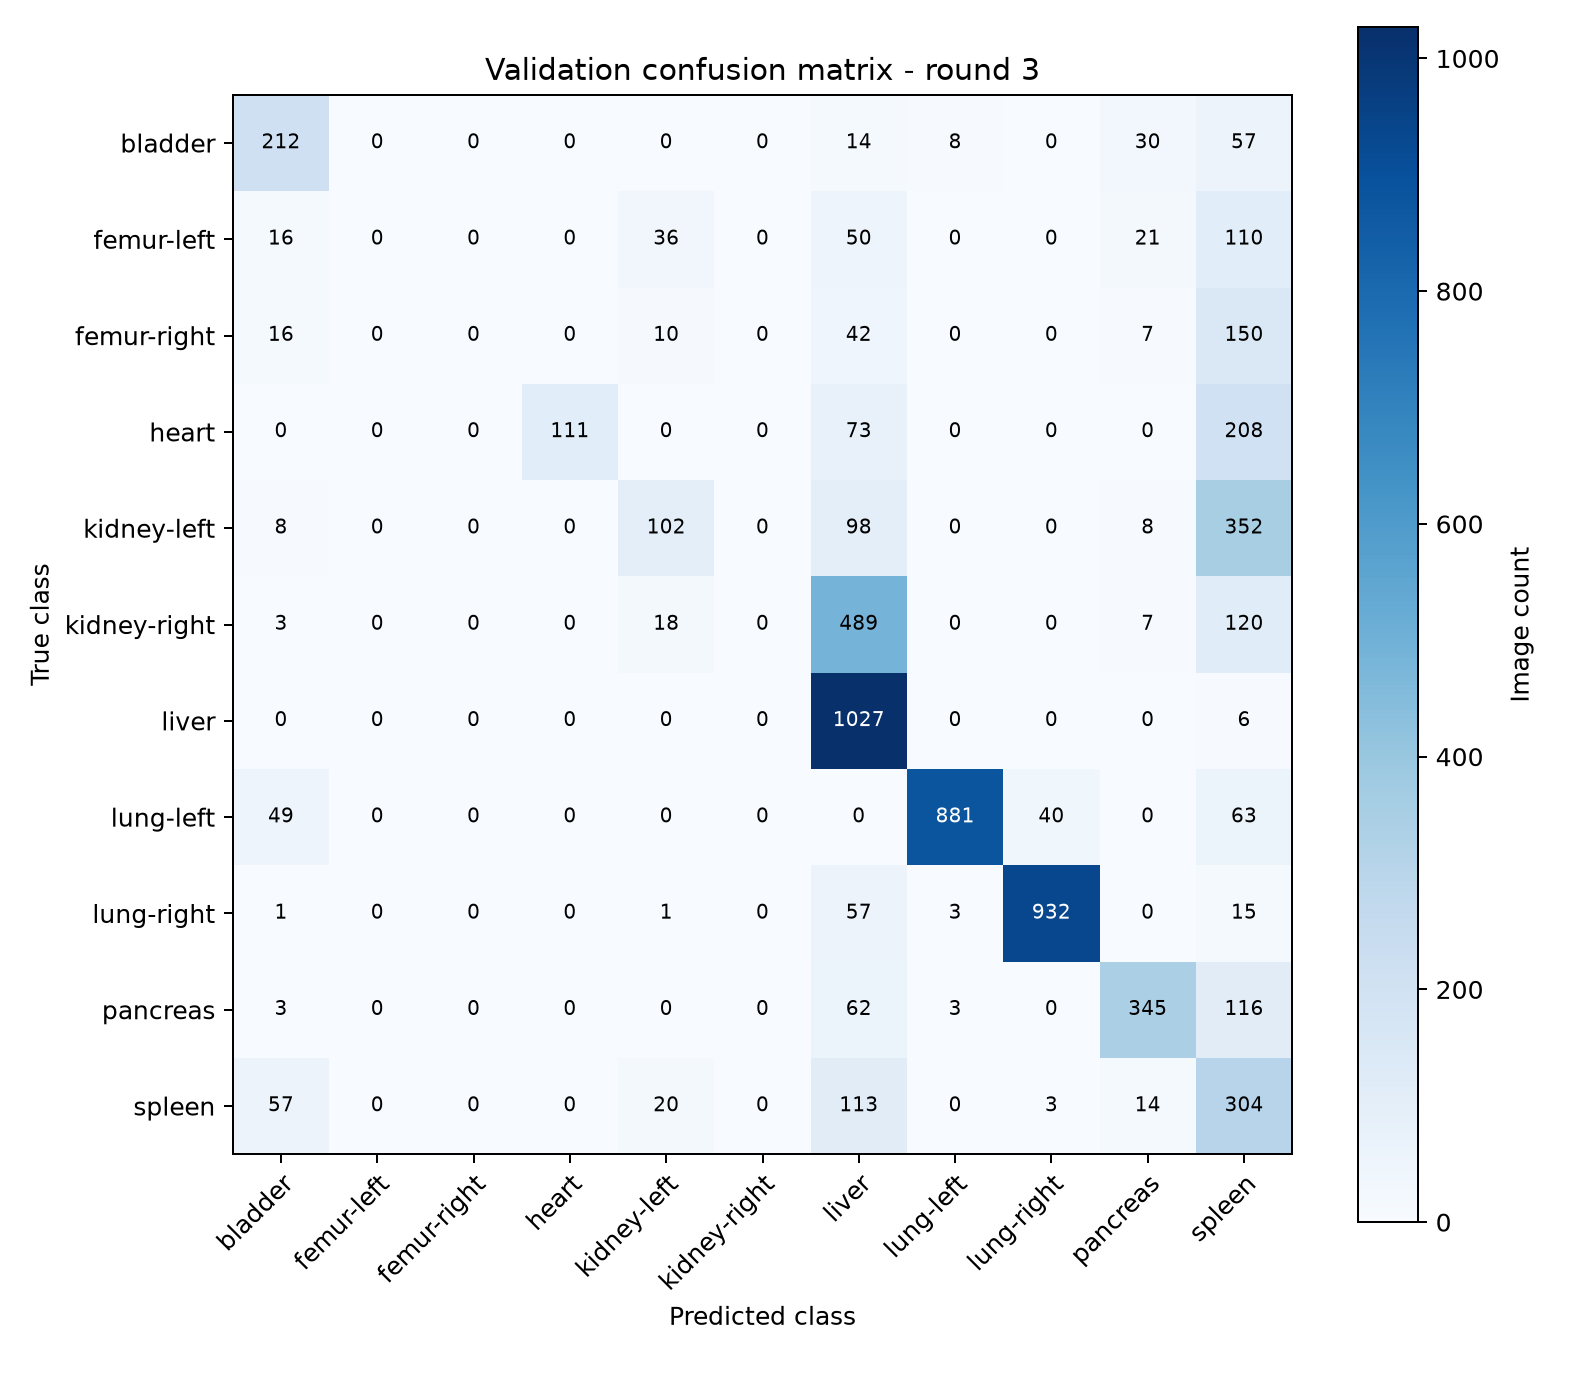 Validation confusion matrix - round 3
True class
bladder 212 0 0 0 0 0 14 8 0 30 57
femur-left 16 0 0 0 36 0 50 0 0 21 110
femur-right 16 0 0 0 10 0 42 0 0 7 150
heart 0 0 0 111 0 0 73 0 0 0 208
kidney-left 8 0 0 0 102 0 98 0 0 8 352
kidney-right 3 0 0 0 18 0 489 0 0 7 120
liver 0 0 0 0 0 0 1027 0 0 0 6
lung-left 49 0 0 0 0 0 0 881 40 0 63
lung-right 1 0 0 0 1 0 57 3 932 0 15
pancreas 3 0 0 0 0 0 62 3 0 345 116
spleen 57 0 0 0 20 0 113 0 3 14 304
bladder femur-left femur-right heart kidney-left kidney-right liver lung-left lung-right pancreas spleen
Predicted class
1000
800
600
400
200
0
Image count